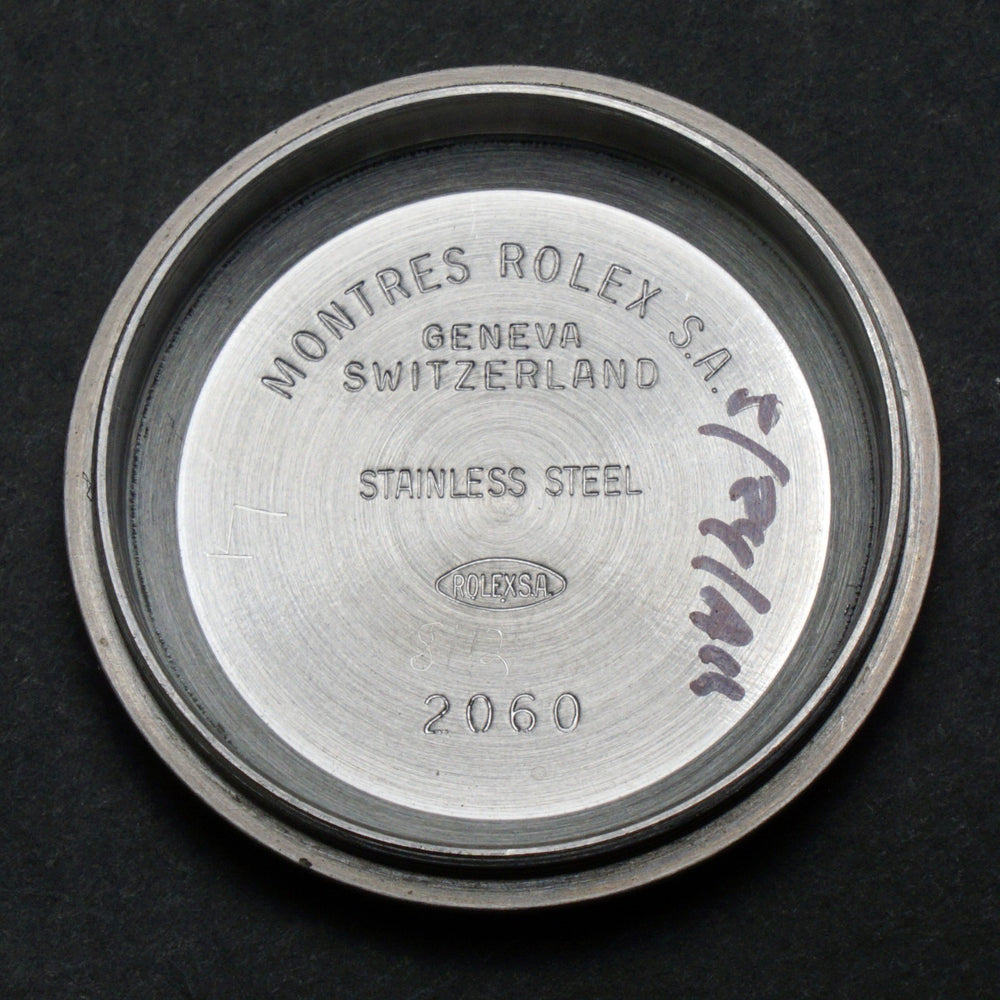 MONTRES ROLEX S.A.
GENEVA
SWITZERLAND
STAINLESS STEEL
ROLEX S.A.
2060